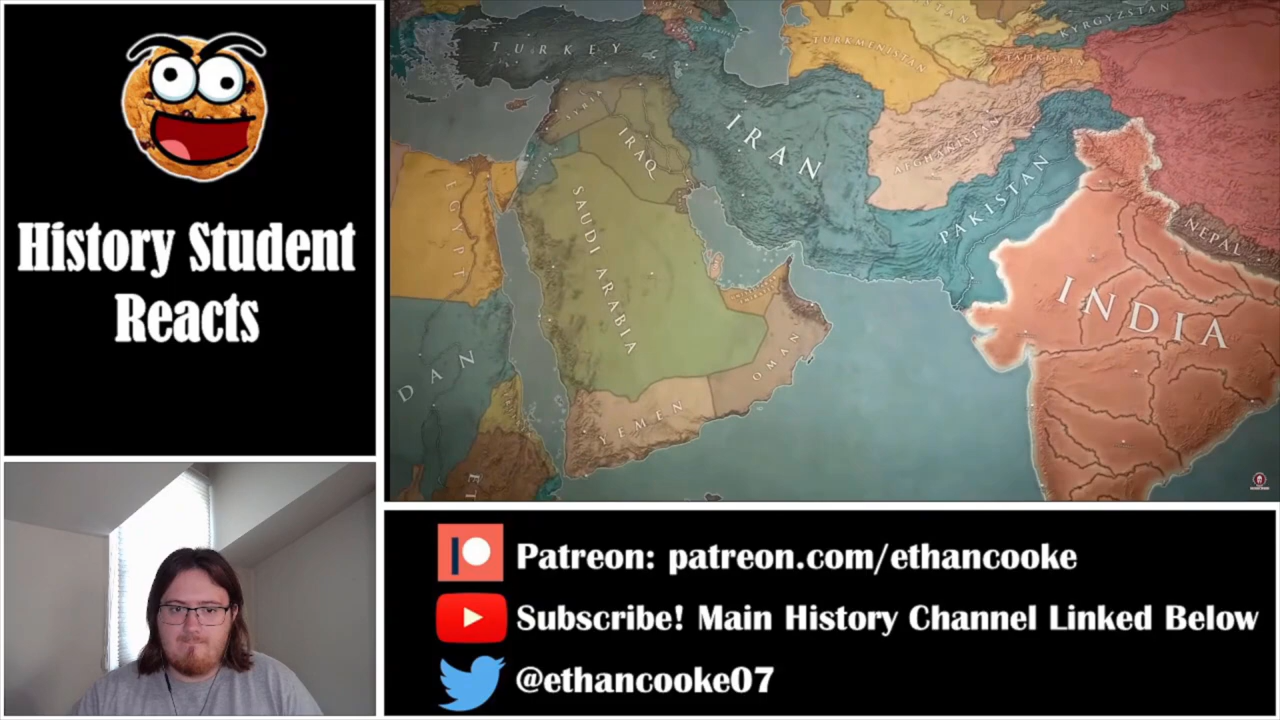 History Student
Reacts
TURKEY
TURKMENISTAN
TAJIKISTAN
KYRGYZSTAN
SYRIA
IRAQ
IRAN
AFGHANISTAN
PAKISTAN
NEPAL
EGYPT
SAUDI ARABIA
INDIA
OMAN
YEMEN
DAN
Patreon: patreon.com/ethancooke
Subscribe! Main History Channel Linked Below
@ethancooke07